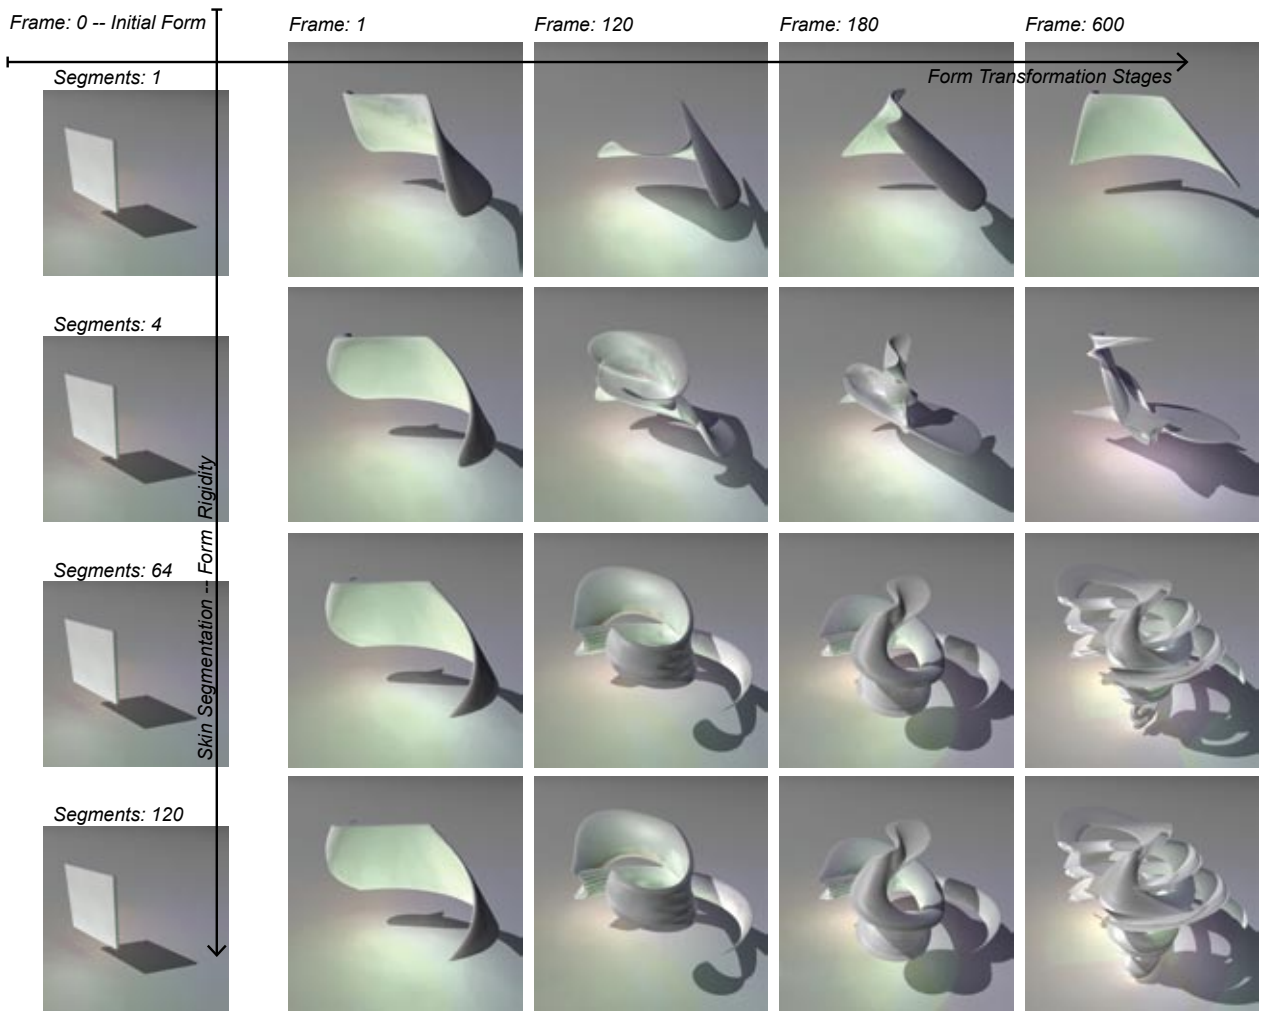 Frame: 0 -- Initial Form
Frame: 1
Frame: 120
Frame: 180
Frame: 600
Form Transformation Stages
Segments: 1
Segments: 4
Skin Segmentation -- Form Rigidity
Segments: 64
Segments: 120